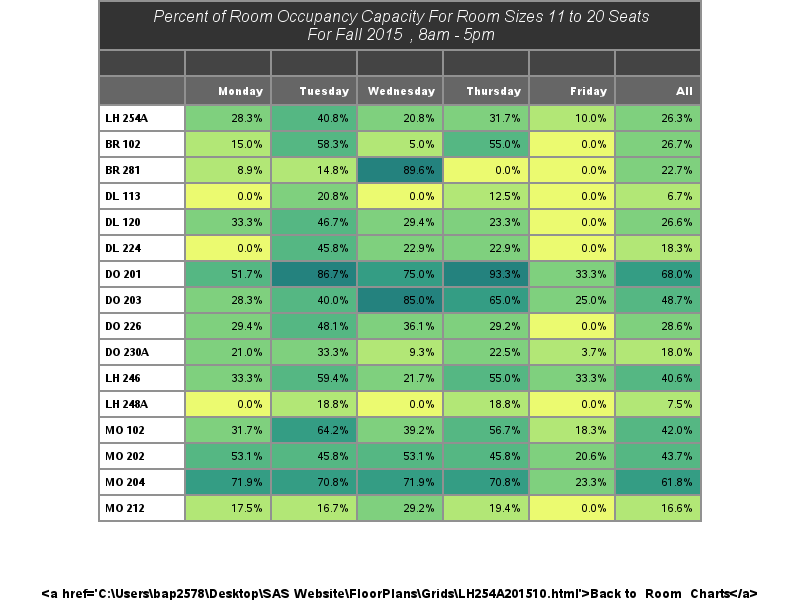 Percent of Room Occupancy Capacity For Room Sizes 11 to 20 Seats
For Fall 2015 , 8am - 5pm
Monday Tuesday Wednesday Thursday Friday All
LH 254A 28.3% 40.8% 20.8% 31.7% 10.0% 26.3%
BR 102 15.0% 58.3% 5.0% 55.0% 0.0% 26.7%
BR 281 8.9% 14.8% 89.6% 0.0% 0.0% 22.7%
DL 113 0.0% 20.8% 0.0% 12.5% 0.0% 6.7%
DL 120 33.3% 46.7% 29.4% 23.3% 0.0% 26.6%
DL 224 0.0% 45.8% 22.9% 22.9% 0.0% 18.3%
DO 201 51.7% 86.7% 75.0% 93.3% 33.3% 68.0%
DO 203 28.3% 40.0% 85.0% 65.0% 25.0% 48.7%
DO 226 29.4% 48.1% 36.1% 29.2% 0.0% 28.6%
DO 230A 21.0% 33.3% 9.3% 22.5% 3.7% 18.0%
LH 246 33.3% 59.4% 21.7% 55.0% 33.3% 40.6%
LH 248A 0.0% 18.8% 0.0% 18.8% 0.0% 7.5%
MO 102 31.7% 64.2% 39.2% 56.7% 18.3% 42.0%
MO 202 53.1% 45.8% 53.1% 45.8% 20.6% 43.7%
MO 204 71.9% 70.8% 71.9% 70.8% 23.3% 61.8%
MO 212 17.5% 16.7% 29.2% 19.4% 0.0% 16.6%
<a href='C:\Users\bap2578\Desktop\SAS Website\FloorPlans\Grids\LH254A201510.html'>Back to Room Charts</a>